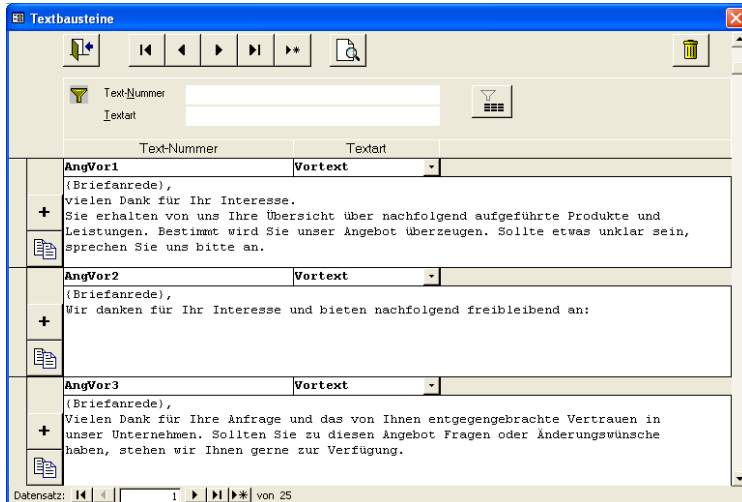 Textbausteine
Text-Nummer
Textart
Text-Nummer Textart
AngVor1 Vortext
{Briefanrede},
vielen Dank für Ihr Interesse.
Sie erhalten von uns Ihre Übersicht über nachfolgend aufgeführte Produkte und
Leistungen. Bestimmt wird Sie unser Angebot überzeugen. Sollte etwas unklar sein,
sprechen Sie uns bitte an.
AngVor2 Vortext
{Briefanrede},
Wir danken für Ihr Interesse und bieten nachfolgend freibleibend an:
AngVor3 Vortext
{Briefanrede},
Vielen Dank für Ihre Anfrage und das von Ihnen entgegengebrachte Vertrauen in
unser Unternehmen. Sollten Sie zu diesen Angebot Fragen oder Änderungswünsche
haben, stehen wir Ihnen gerne zur Verfügung.
Datensatz: 1 von 25